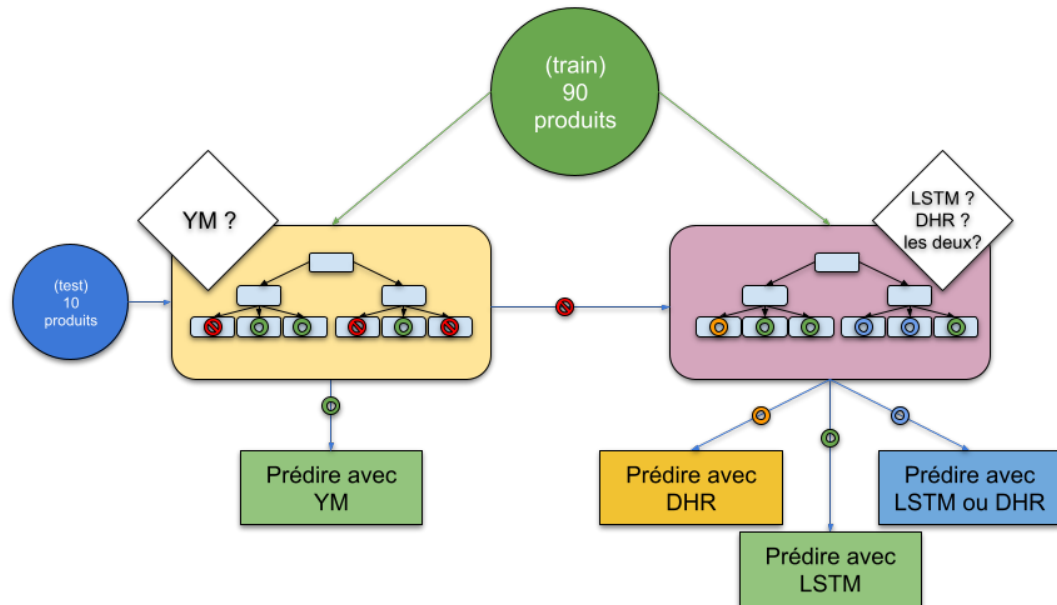 (train)
90
produits
YM ?
LSTM ?
DHR ?
les deux?
(test)
10
produits
Prédire avec
YM
Prédire avec
DHR
Prédire avec
LSTM ou DHR
Prédire avec
LSTM